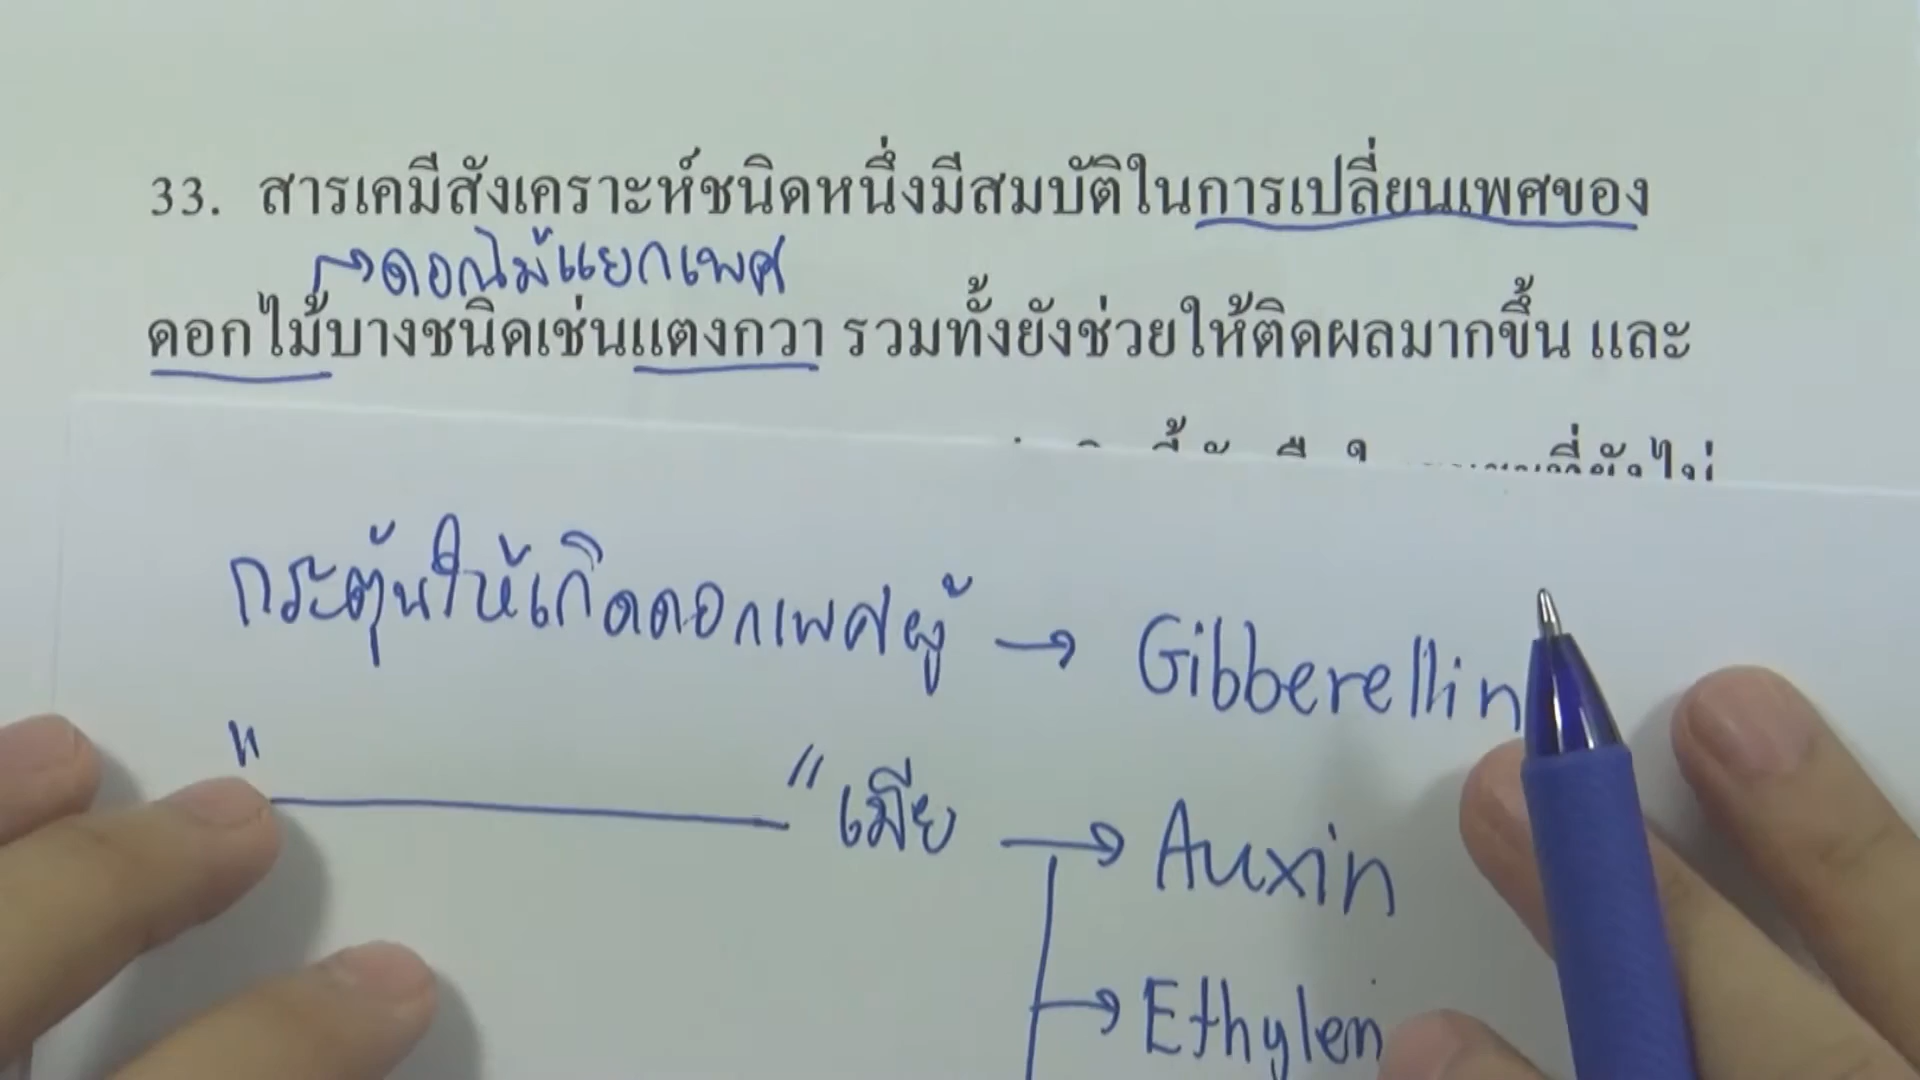 33. สารเคมีสังเคราะห์ชนิดหนึ่งมีสมบัติในการเปลี่ยนเพศของ
→ดอกไม้แยกเพศ
ดอกไม้บางชนิดเช่นแตงกวา รวมทั้งยังช่วยให้ติดผลมากขึ้น และ
กระตุ้นให้เกิดดอกเพศผู้ → Gibberellin
" " เมีย → Auxin
→ Ethylen